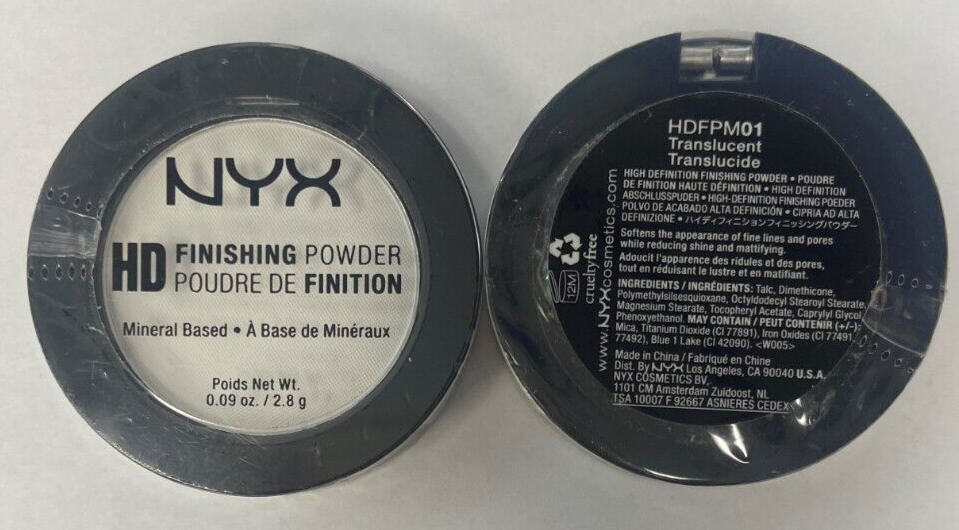 NYX
HD FINISHING POWDER
POUDRE DE FINITION
Mineral Based • À Base de Minéraux
Poids Net Wt.
0.09 oz. / 2.8 g
HDFPM01
Translucent
Translucide
HIGH DEFINITION FINISHING POWDER • POUDRE
DE FINITION HAUTE DÉFINITION • HIGH DEFINITION
ABSCHLUSSPUDER • HIGH-DEFINITION FINISHING POEDER
POLVO DE ACABADO ALTA DEFINICIÓN • CIPRIA AD ALTA
DEFINIZIONE • ハイディフィニションフィニッシングパウダー
Softens the appearance of fine lines and pores
while reducing shine and mattifying.
Adoucit l'apparence des ridules et des pores,
tout en réduisant le lustre et en matifiant.
INGREDIENTS / INGRÉDIENTS: Talc, Dimethicone,
Polymethylsilsesquioxane, Octyldodecyl Stearoyl Stearate,
Magnesium Stearate, Tocopheryl Acetate, Caprylyl Glycol,
Phenoxyethanol. MAY CONTAIN / PEUT CONTENIR (+/-):
Mica, Titanium Dioxide (CI 77891), Iron Oxides (CI 77491,
77492), Blue 1 Lake (CI 42090). <W005>
Made in China / Fabriqué en Chine
Dist. By NYX Los Angeles, CA 90040 U.S.A.
NYX COSMETICS BV,
1101 CM Amsterdam Zuidoost, NL
TSA 10007 F 92667 ASNIERES CEDEX
www.NYXcosmetics.com
crueltyfree
12M